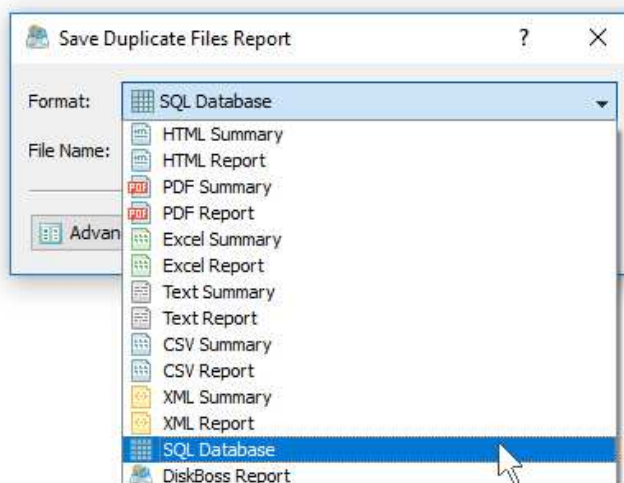 Save Duplicate Files Report ?
Format: SQL Database
File Name:
HTML Summary
HTML Report
PDF Summary
PDF Report
Excel Summary
Excel Report
Text Summary
Text Report
CSV Summary
CSV Report
XML Summary
XML Report
SQL Database
DiskBoss Report
Advan